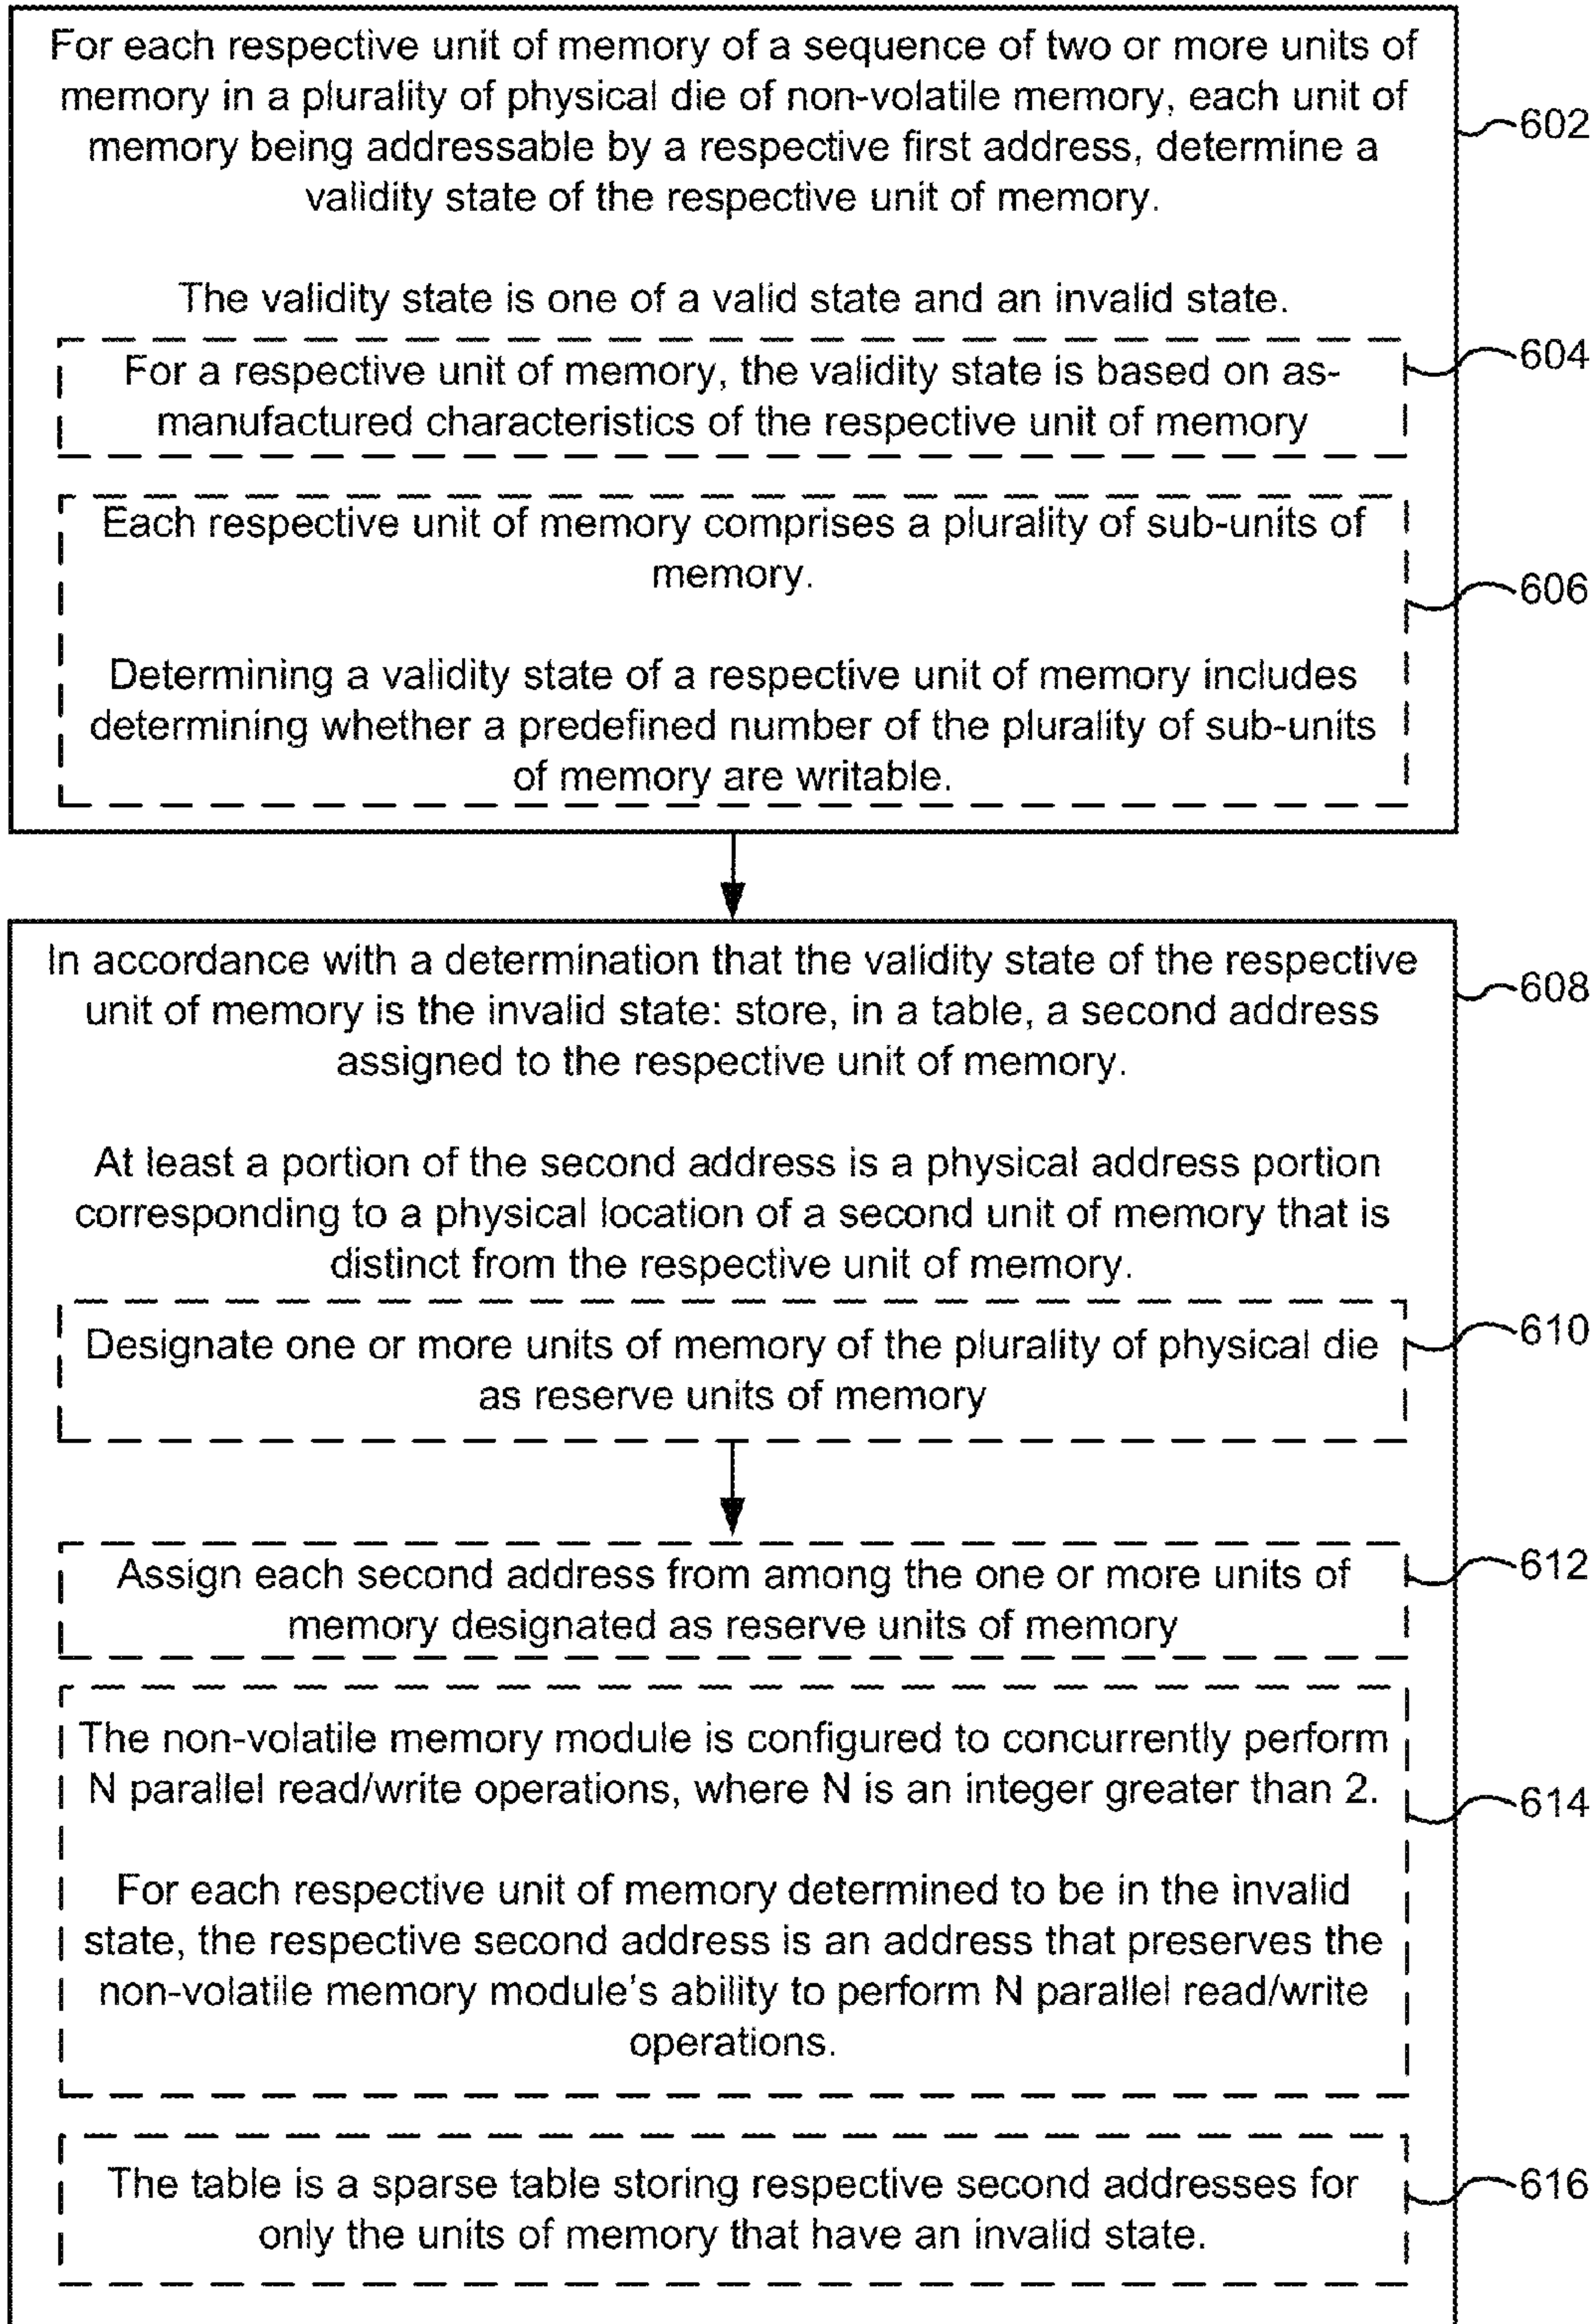 For each respective unit of memory of a sequence of two or more units of
memory in a plurality of physical die of non-volatile memory, each unit of
memory being addressable by a respective first address, determine a
validity state of the respective unit of memory.
602
The validity state is one of a valid state and an invalid state.
For a respective unit of memory, the validity state is based on as-
manufactured characteristics of the respective unit of memory
604
Each respective unit of memory comprises a plurality of sub-units of
memory.
606
Determining a validity state of a respective unit of memory includes
determining whether a predefined number of the plurality of sub-units
of memory are writable.
In accordance with a determination that the validity state of the respective
unit of memory is the invalid state: store, in a table, a second address
assigned to the respective unit of memory.
608
At least a portion of the second address is a physical address portion
corresponding to a physical location of a second unit of memory that is
distinct from the respective unit of memory.
Designate one or more units of memory of the plurality of physical die
as reserve units of memory
610
Assign each second address from among the one or more units of
memory designated as reserve units of memory
612
The non-volatile memory module is configured to concurrently perform
N parallel read/write operations, where N is an integer greater than 2.
614
For each respective unit of memory determined to be in the invalid
state, the respective second address is an address that preserves the
non-volatile memory module's ability to perform N parallel read/write
operations.
The table is a sparse table storing respective second addresses for
only the units of memory that have an invalid state.
616